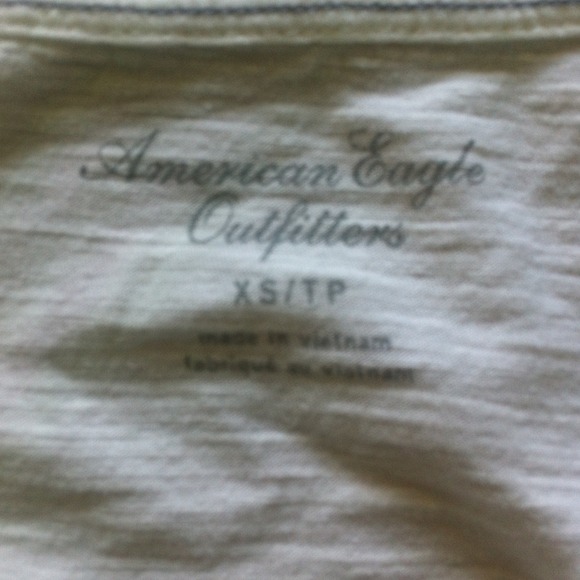 American Eagle
Outfitters
XS/TP
made in vietnam
fabriqué au vietnam